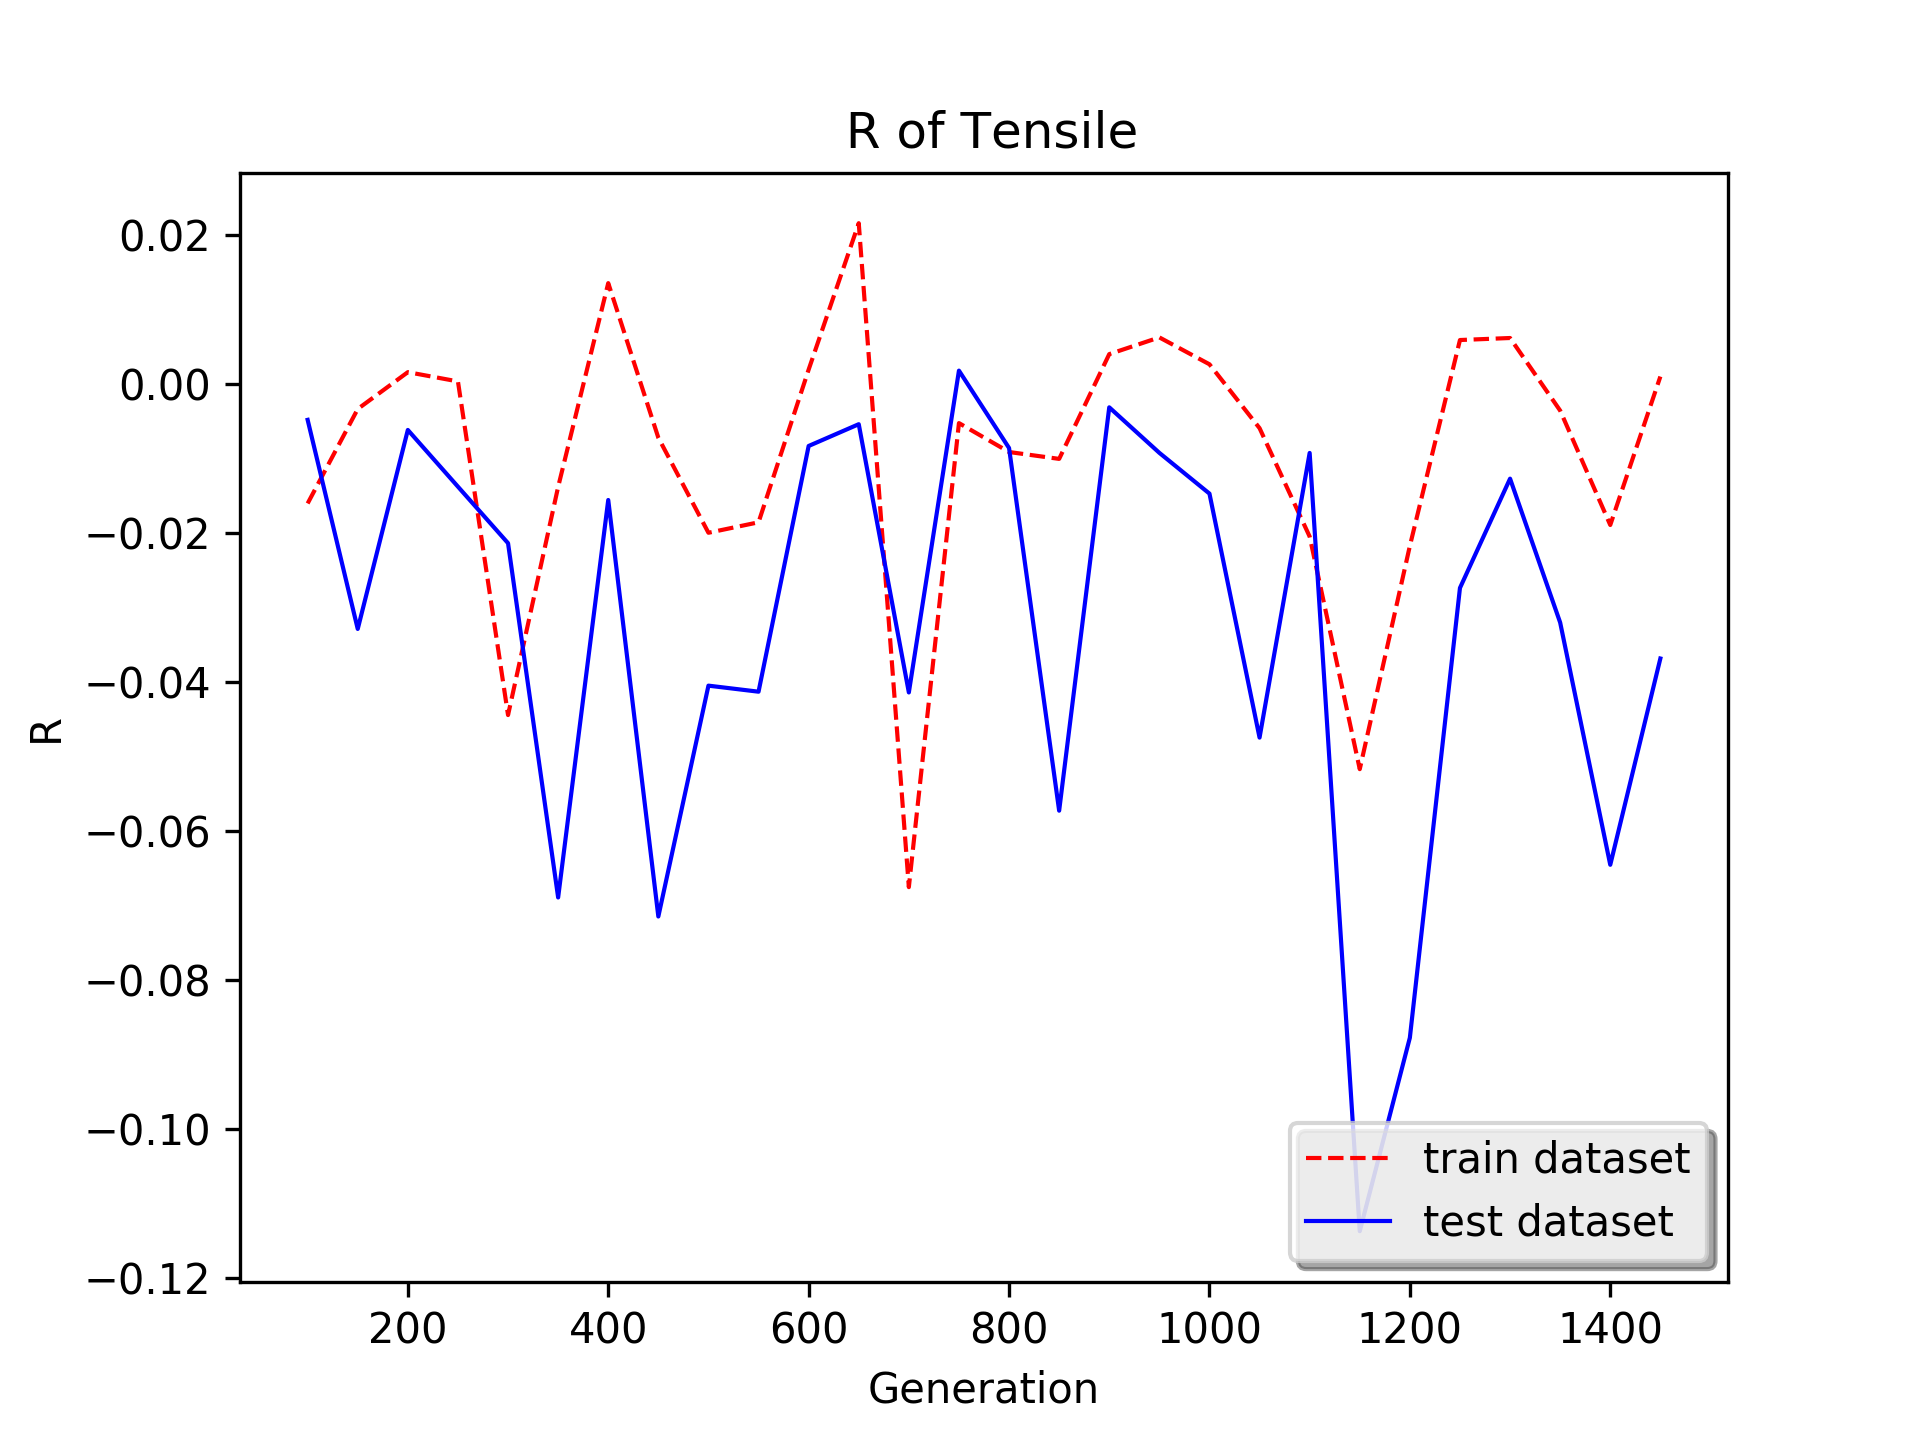 R of Tensile
0.02
0.00
−0.02
−0.04
−0.06
−0.08
−0.10
−0.12
R
200 400 600 800 1000 1200 1400
Generation
train dataset
test dataset